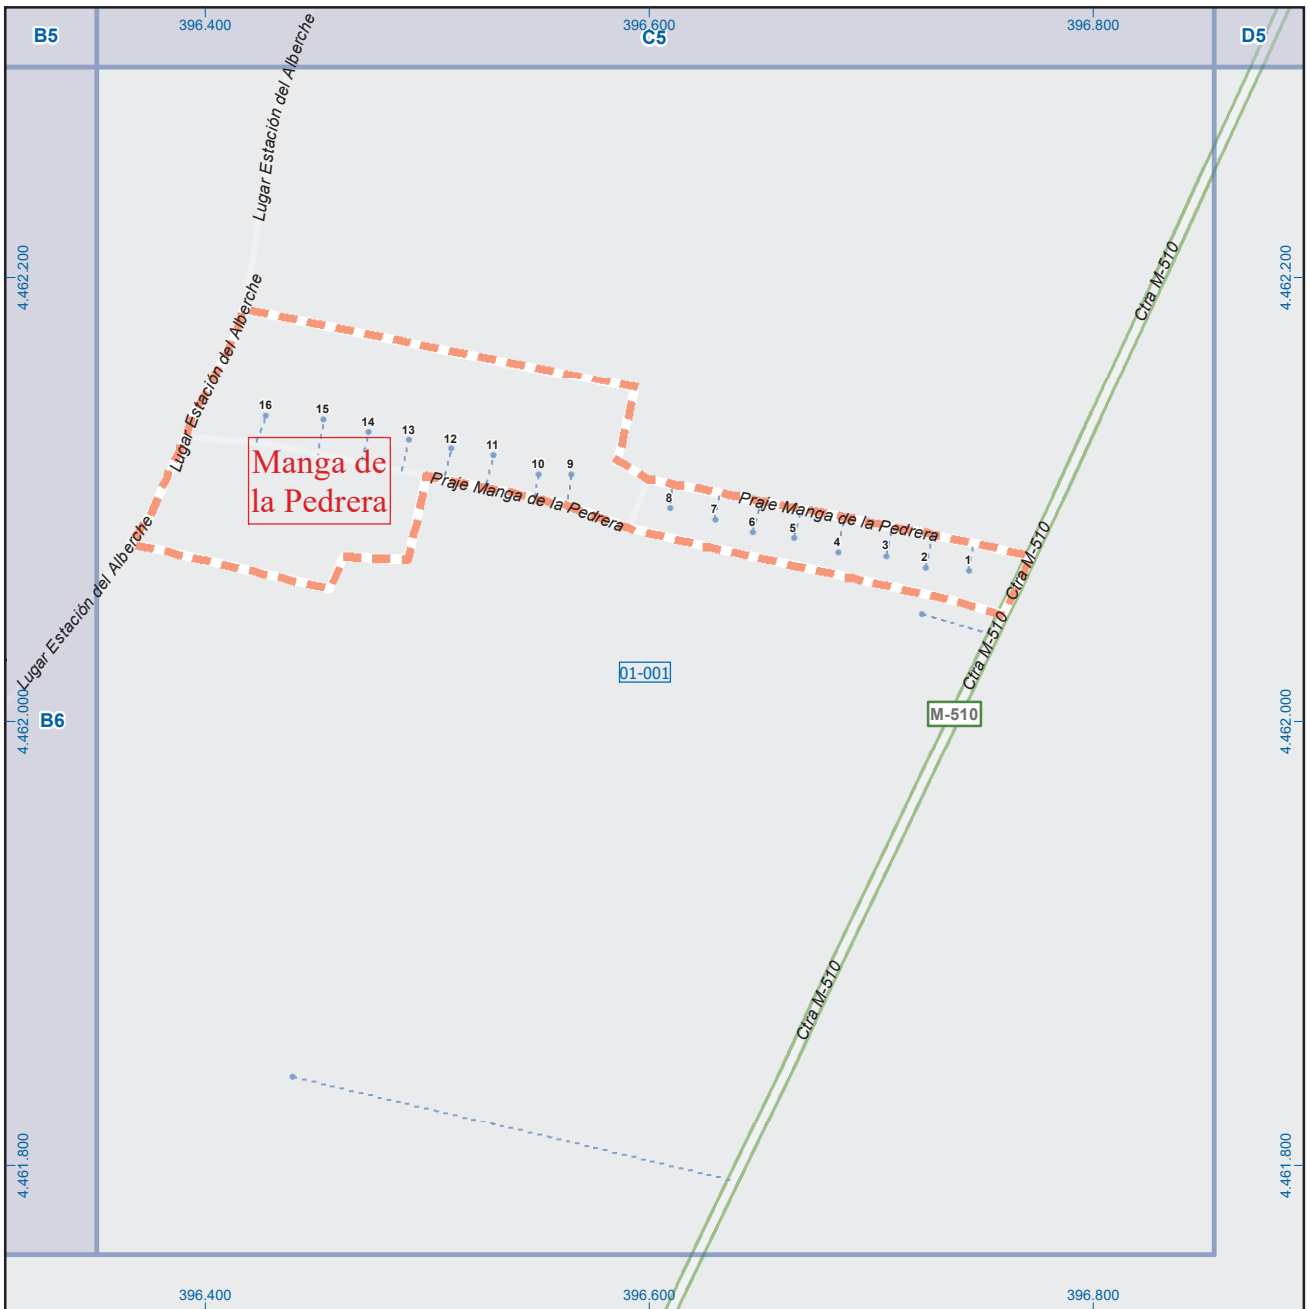 396.400
396.600
396.800
B5
C5
D5
Lugar Estación del Alberche
Ctra M-510
4.462.200
4.462.200
Lugar Estación del Alberche
16
15
14
13
12
11
10
9
Manga de
la Pedrera
Praje Manga de la Pedrera
8
7
6
5
4
3
2
1
Praje Manga de la Pedrera
Ctra M-510
Lugar Estación del Alberche
Ctra M-510
01-001
4.462.000
B6
M-510
4.462.000
Ctra M-510
4.461.800
4.461.800
396.400
396.600
396.800